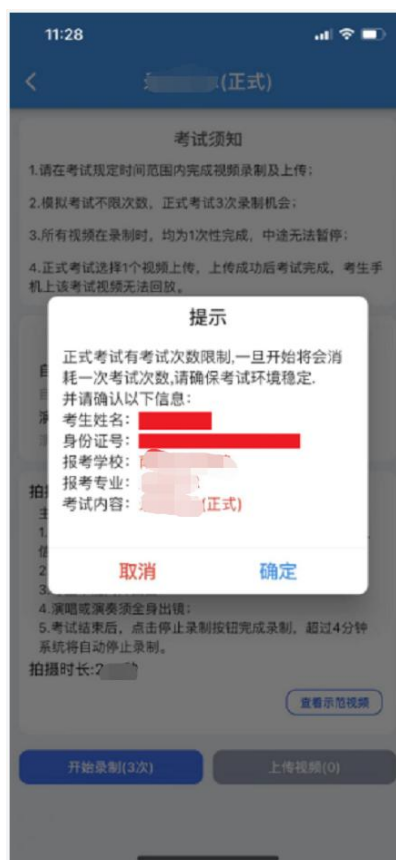 11:28
(正式)
考试须知
1.请在考试规定时间范围内完成视频录制及上传;
2.模拟考试不限次数, 正式考试3次录制机会;
3.所有视频在录制时, 均为1次性完成, 中途无法暂停;
4.正式考试选择1个视频上传, 上传成功后考试完成, 考生手
机上该考试视频无法回放。
提示
正式考试有考试次数限制,一旦开始将会消
耗一次考试次数,请确保考试环境稳定.
并请确认以下信息:
考生姓名:
身份证号:
报考学校:
报考专业:
考试内容: (正式)
取消
确定
4.演唱或演奏须全身出镜;
5.考试结束后, 点击停止录制按钮完成录制, 超过4分钟
系统将自动停止录制。
拍摄时长:2
查看示范视频
开始录制(3次)
上传视频(0)